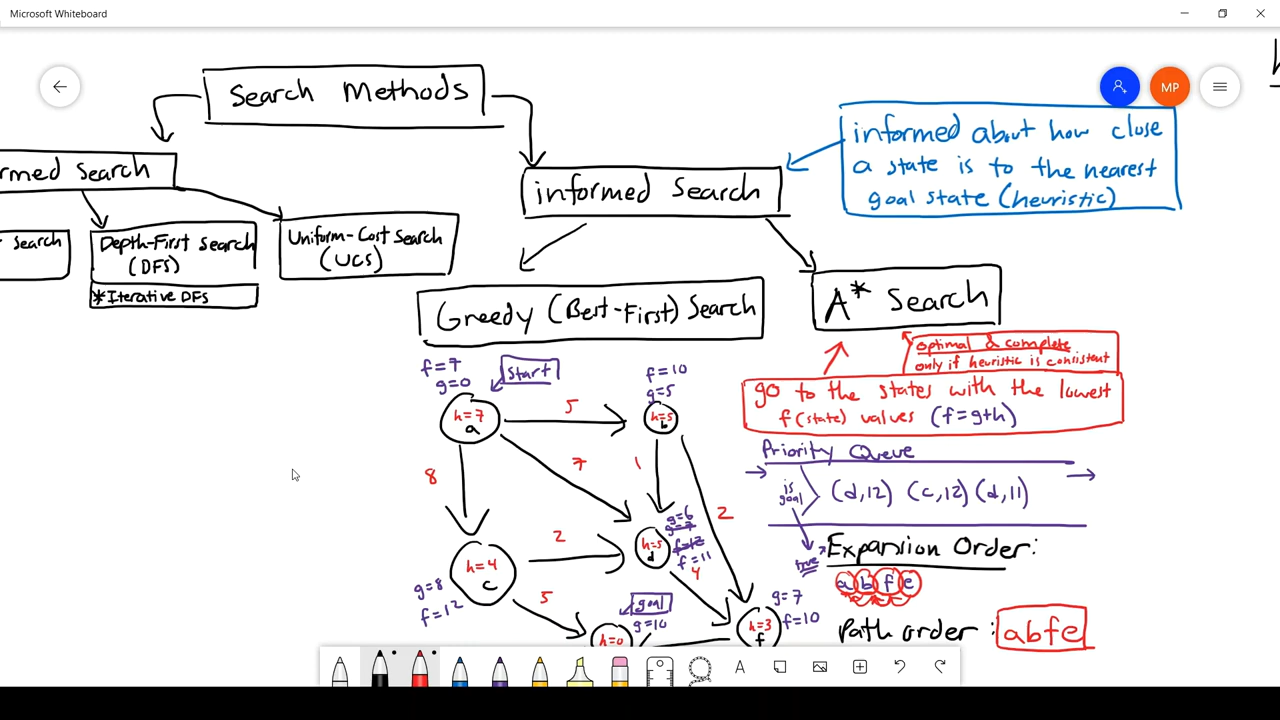 Microsoft Whiteboard
MP
Search Methods
rmed Search
search
Depth-First Search
(DFS)
*Iterative DFS
Uniform-Cost Search
(UCS)
informed Search
informed about how close
a state is to the nearest
goal state (heuristic)
Greedy (Best-First) Search
A* Search
optimal & complete
only if heuristic is consistent
go to the states with the lowest
f(state) values (f=g+h)
f=7
g=0
start
h=7
a
5
f=10
g=5
h=5
b
8
7
1
2
h=4
c
g=8
f=12
2
h=5
d
g=6
g=7
f=12
f=11
4
5
goal
g=10
h=0
h=3
f
g=7
f=10
Priority Queue
is
goal
(d,12) (c,12) (d,11)
true
Expansion Order:
a b f e
Path order : abfe
A